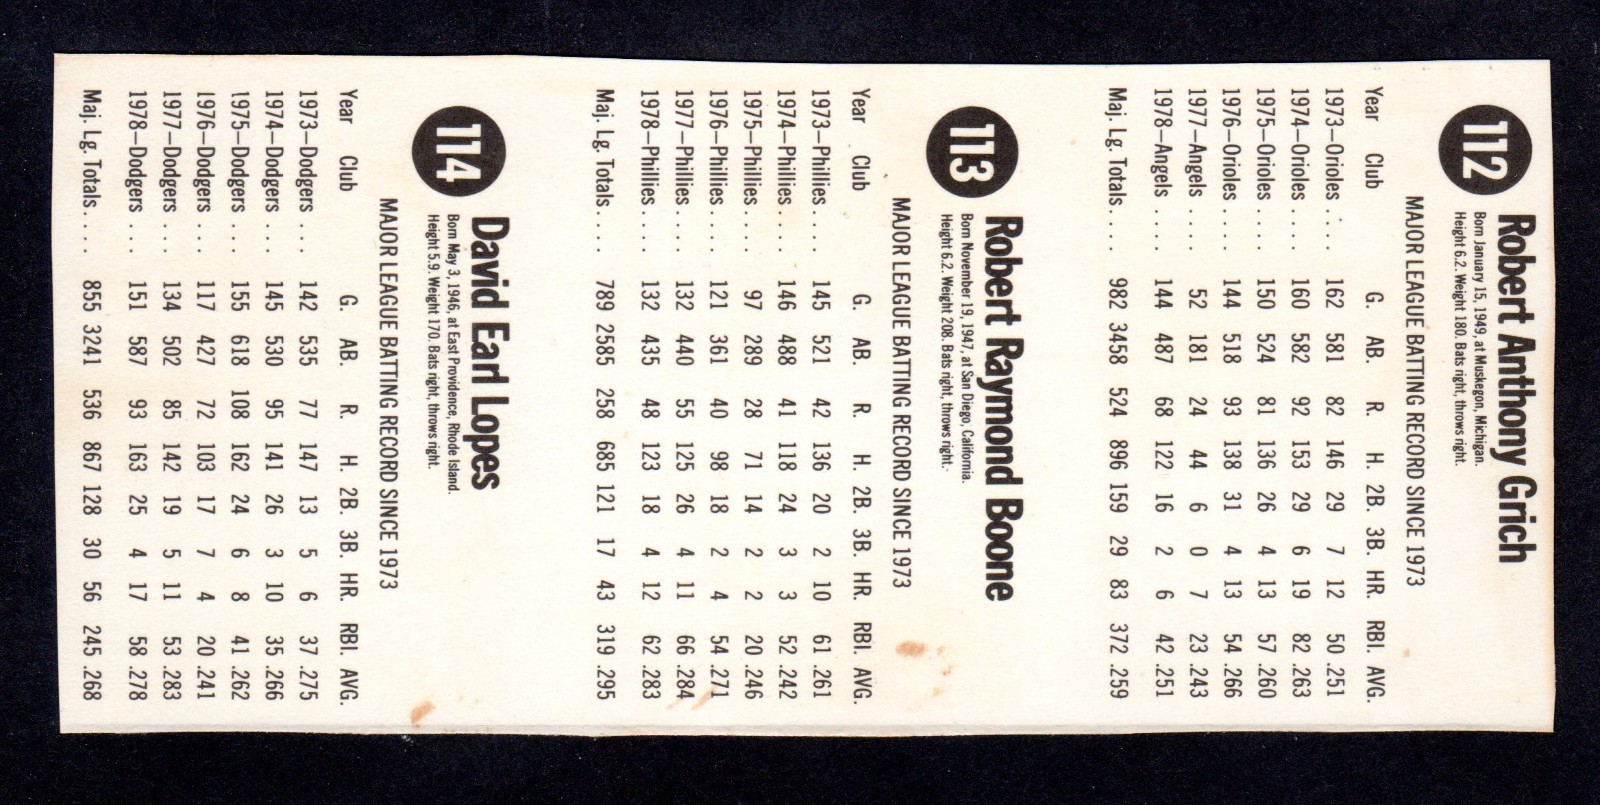 112
Robert Anthony Grich
Born January 15, 1949, at Muskegon, Michigan.
Height 6.2. Weight 180. Bats right, throws right.
MAJOR LEAGUE BATTING RECORD SINCE 1973
Year Club G. AB. R. H. 2B. 3B. HR. RBI. AVG.
1973—Orioles .... 162 581 82 146 29 7 12 50 .251
1974—Orioles .... 160 582 92 153 29 6 19 82 .263
1975—Orioles .... 150 524 81 136 26 4 13 57 .260
1976—Orioles .... 144 518 93 138 31 4 13 54 .266
1977—Angels .... 52 181 24 44 6 0 7 23 .243
1978—Angels .... 144 487 68 122 16 2 6 42 .251
Maj. Lg. Totals .... 982 3458 524 896 159 29 83 372 .259
113
Robert Raymond Boone
Born November 19, 1947, at San Diego, California.
Height 6.2. Weight 208. Bats right, throws right.
MAJOR LEAGUE BATTING RECORD SINCE 1973
Year Club G. AB. R. H. 2B. 3B. HR. RBI. AVG.
1973—Phillies .... 145 521 42 136 20 2 10 61 .261
1974—Phillies .... 146 488 41 118 24 3 3 52 .242
1975—Phillies .... 97 289 28 71 14 2 2 20 .246
1976—Phillies .... 121 361 40 98 18 2 4 54 .271
1977—Phillies .... 132 440 55 125 26 4 11 66 .284
1978—Phillies .... 132 435 48 123 18 4 12 62 .283
Maj. Lg. Totals .... 789 2585 258 685 121 17 43 319 .295
114
David Earl Lopes
Born May 3, 1946, at East Providence, Rhode Island.
Height 5.9. Weight 170. Bats right, throws right.
MAJOR LEAGUE BATTING RECORD SINCE 1973
Year Club G. AB. R. H. 2B. 3B. HR. RBI. AVG.
1973—Dodgers ... 142 535 77 147 13 5 6 37 .275
1974—Dodgers ... 145 530 95 141 26 3 10 35 .266
1975—Dodgers ... 155 618 108 162 24 6 8 41 .262
1976—Dodgers ... 117 427 72 103 17 7 4 20 .241
1977—Dodgers ... 134 502 85 142 19 5 11 53 .283
1978—Dodgers ... 151 587 93 163 25 4 17 58 .278
Maj. Lg. Totals .... 855 3241 536 867 128 30 56 245 .268